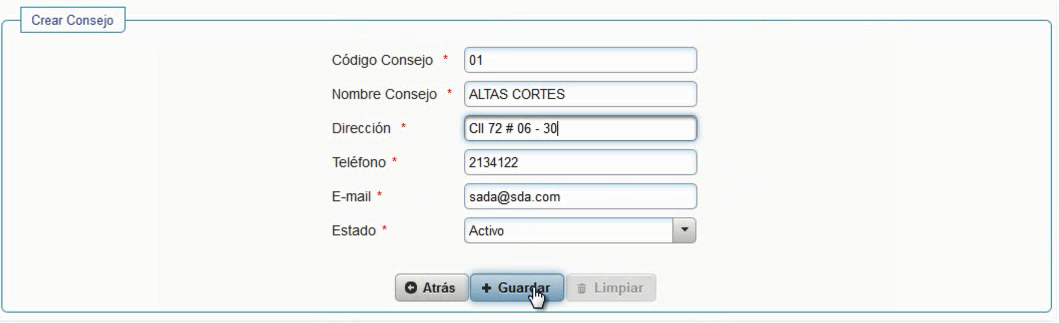 Crear Consejo
Código Consejo * 01
Nombre Consejo * ALTAS CORTES
Dirección * Cll 72 # 06 - 30
Teléfono * 2134122
E-mail * sada@sda.com
Estado * Activo
Atrás Guardar Limpiar